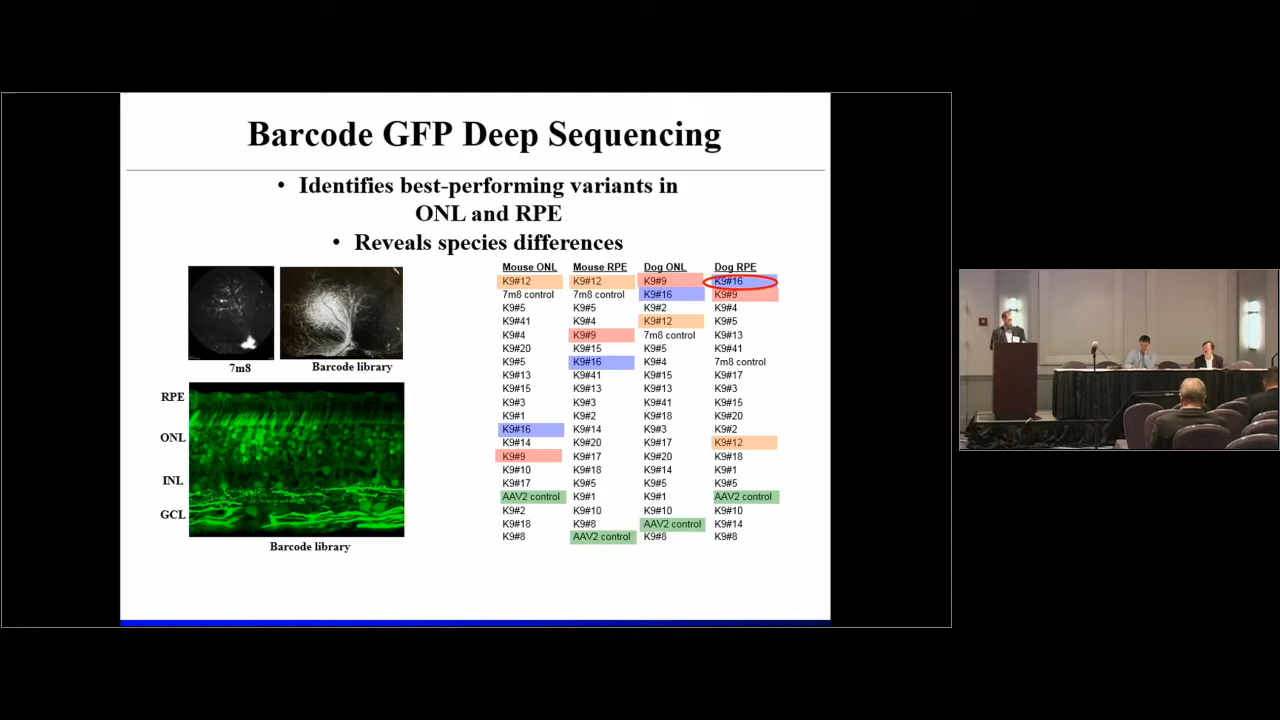 Barcode GFP Deep Sequencing
• Identifies best-performing variants in
ONL and RPE
• Reveals species differences
7m8
Barcode library
RPE
ONL
INL
GCL
Barcode library
Mouse ONL Mouse RPE Dog ONL Dog RPE
K9#12 K9#12 K9#9 K9#16
7m8 control 7m8 control K9#16 K9#9
K9#5 K9#5 K9#2 K9#4
K9#41 K9#4 K9#12 K9#5
K9#4 K9#9 7m8 control K9#13
K9#20 K9#15 K9#5 K9#41
K9#5 K9#16 K9#4 7m8 control
K9#13 K9#41 K9#15 K9#17
K9#15 K9#13 K9#13 K9#3
K9#3 K9#3 K9#41 K9#15
K9#1 K9#2 K9#18 K9#20
K9#16 K9#14 K9#3 K9#2
K9#14 K9#20 K9#17 K9#12
K9#9 K9#17 K9#20 K9#18
K9#10 K9#18 K9#14 K9#1
K9#17 K9#5 K9#5 K9#5
AAV2 control K9#1 K9#1 AAV2 control
K9#2 K9#10 K9#10 K9#10
K9#18 K9#8 AAV2 control K9#14
K9#8 AAV2 control K9#8 K9#8